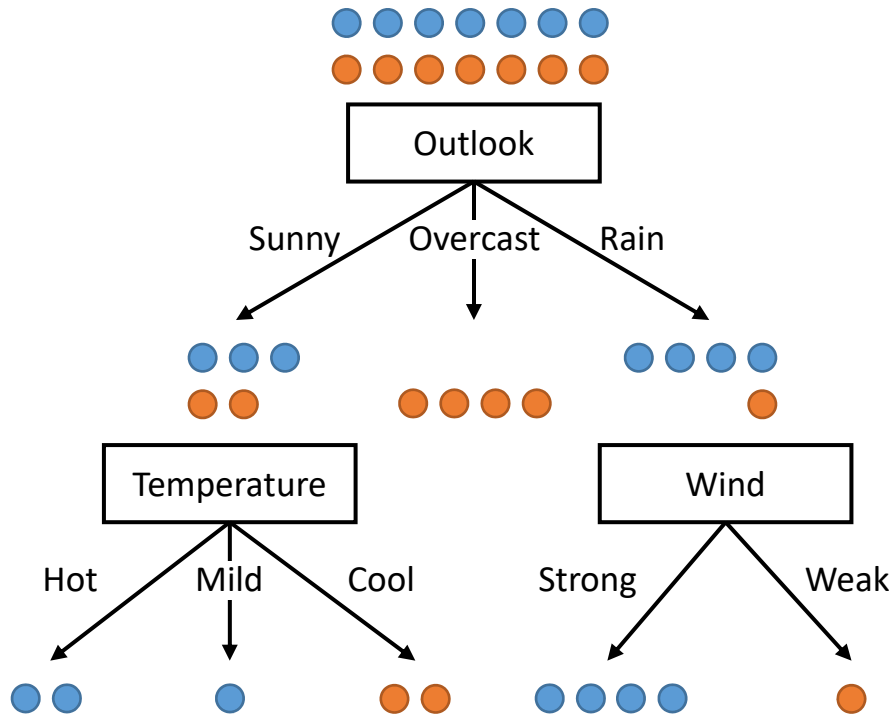 Outlook
Sunny
Overcast
Rain
Temperature
Wind
Hot
Mild
Cool
Strong
Weak